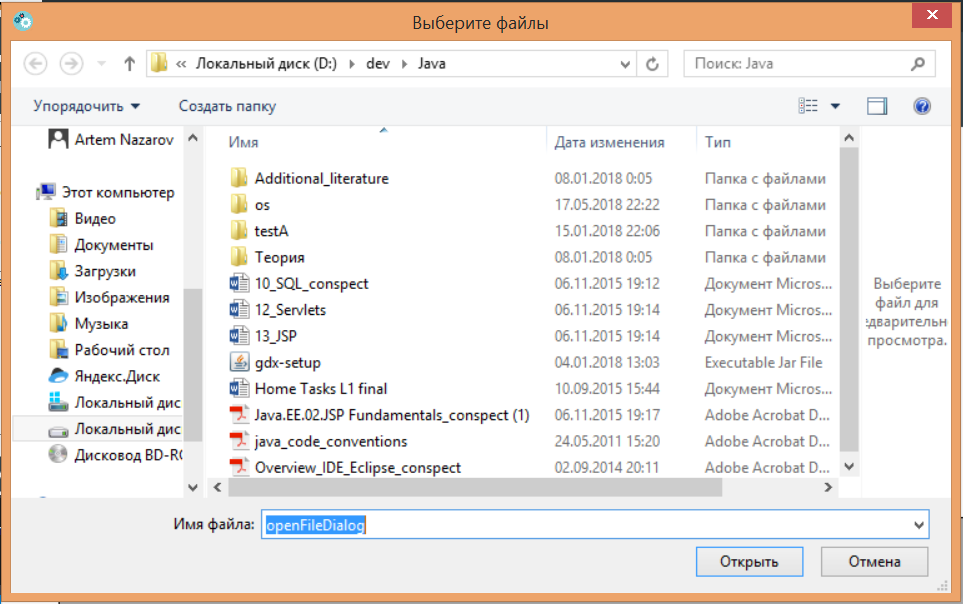 Выберите файлы
« Локальный диск (D:) dev Java
Поиск: Java
Упорядочить
Создать папку
Artem Nazarov
Этот компьютер
Видео
Документы
Загрузки
Изображения
Музыка
Рабочий стол
Яндекс.Диск
Локальный дис
Локальный дис
Дисковод BD-RO
Имя Дата изменения Тип
Additional_literature 08.01.2018 0:05 Папка с файлами
os 17.05.2018 22:22 Папка с файлами
testA 15.01.2018 22:06 Папка с файлами
Теория 08.01.2018 0:05 Папка с файлами
10_SQL_conspect 06.11.2015 19:12 Документ Micros...
12_Servlets 06.11.2015 19:14 Документ Micros...
13_JSP 06.11.2015 19:14 Документ Micros...
gdx-setup 04.01.2018 13:03 Executable Jar File
Home Tasks L1 final 10.09.2015 15:44 Документ Micros...
Java.EE.02.JSP Fundamentals_conspect (1) 06.11.2015 19:17 Adobe Acrobat D...
java_code_conventions 24.05.2011 15:20 Adobe Acrobat D...
Overview_IDE_Eclipse_conspect 02.09.2014 20:11 Adobe Acrobat D...
Выберите
файл для
едварительн
просмотра.
Имя файла: openFileDialog
Открыть
Отмена